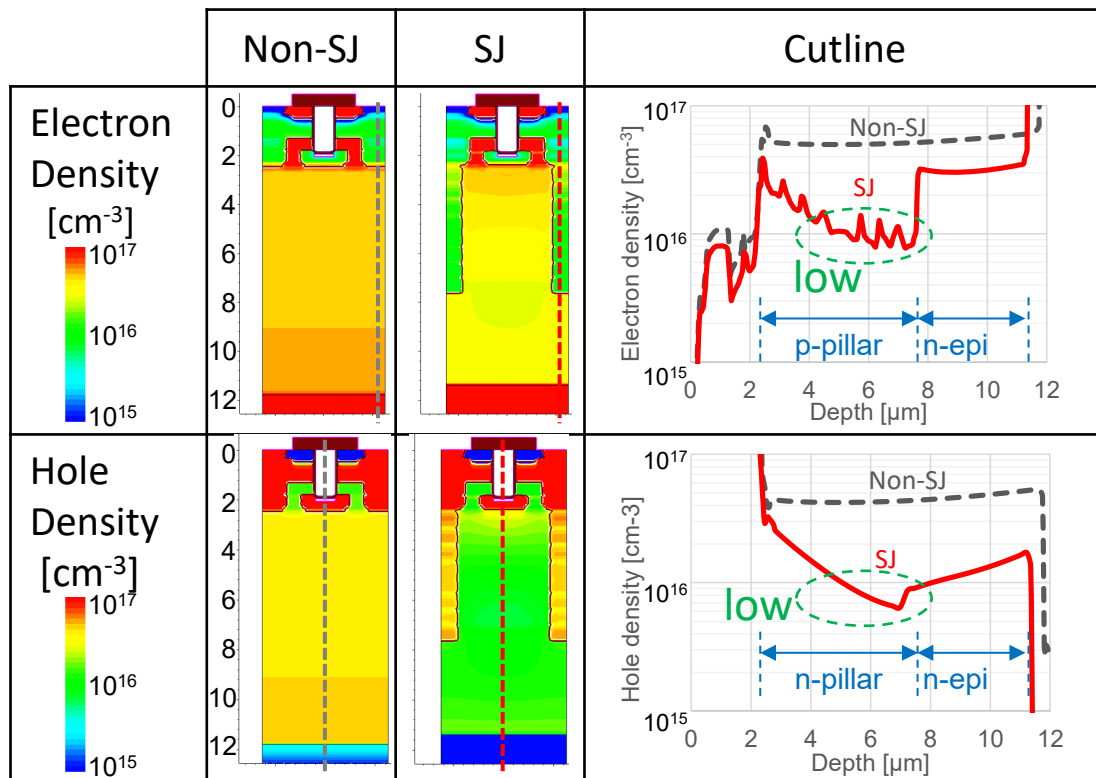 Non-SJ
SJ
Cutline
Electron
Density
[cm-3]
10^17
10^16
10^15
0
2
4
6
8
10
12
Electron density [cm-3]
10^17
10^16
10^15
Non-SJ
SJ
low
p-pillar
n-epi
0 2 4 6 8 10 12
Depth [µm]
Hole
Density
[cm-3]
10^17
10^16
10^15
0
2
4
6
8
10
12
Hole density [cm-3]
10^17
10^16
10^15
Non-SJ
SJ
low
n-pillar
n-epi
0 2 4 6 8 10 12
Depth [µm]